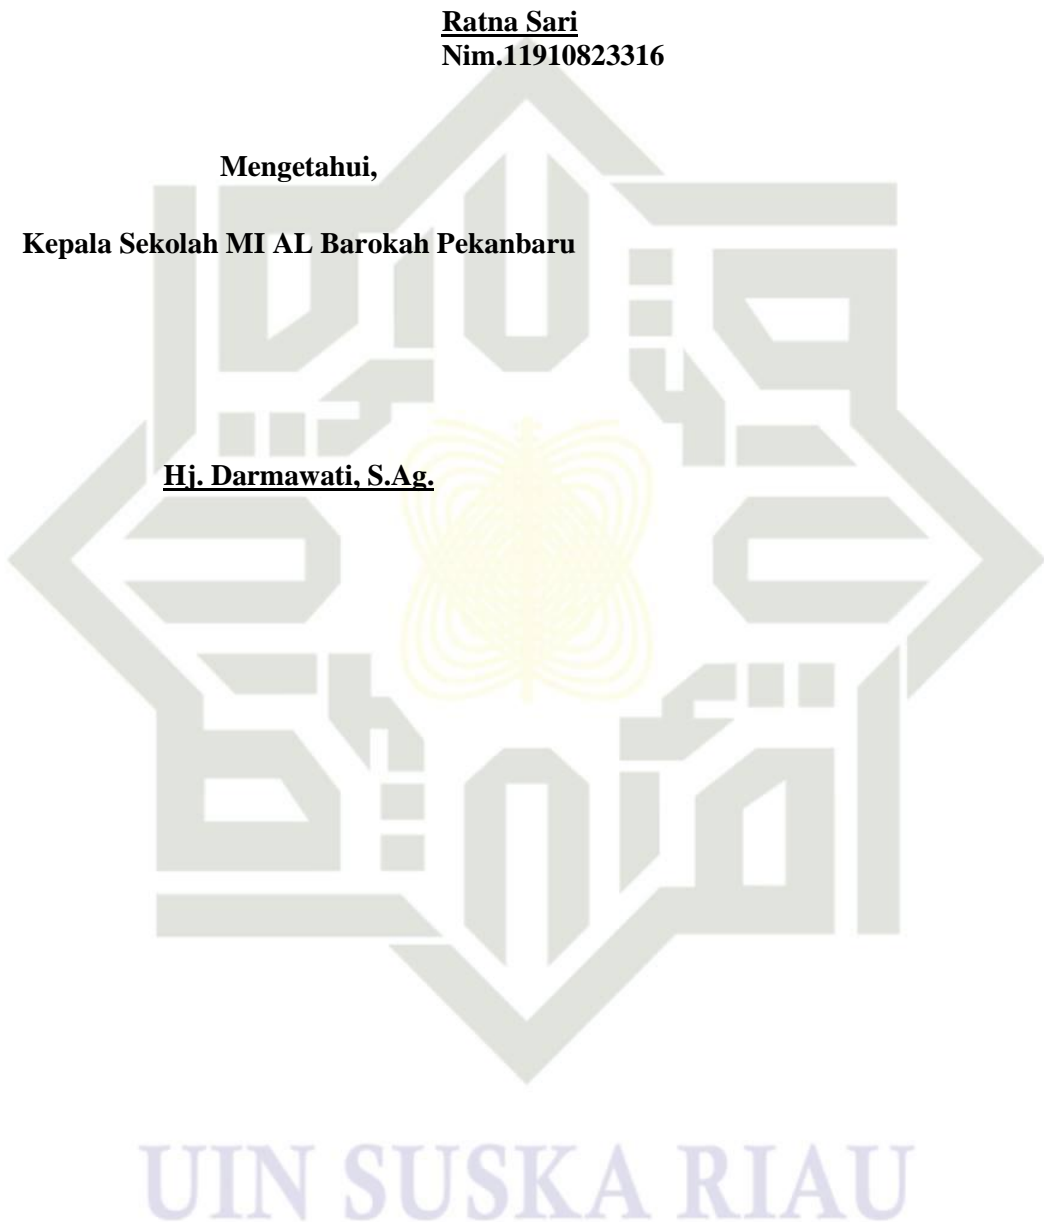 Ratna Sari
Nim.11910823316
Mengetahui,
Kepala Sekolah MI AL Barokah Pekanbaru
Hj. Darmawati, S.Ag.
UIN SUSKA RIAU